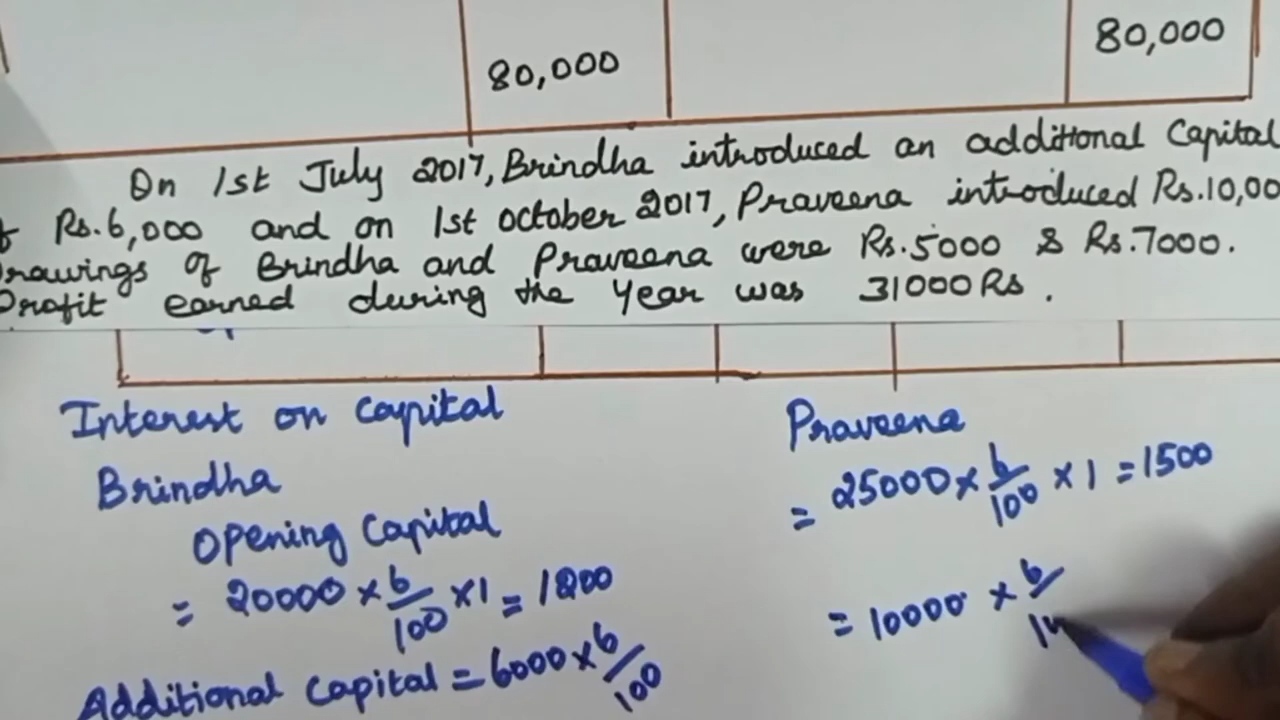 80,000
80,000
On 1st July 2017, Brindha introduced an additional Capital
Rs.6,000 and on 1st october 2017, Praveena introduced Rs.10,00
rawings of Brindha and Praveena were Rs.5000 & Rs.7000.
Profit earned during the year was 31000 Rs.
Interest on capital
Brindha
Opening Capital
= 20000 × 6/100 × 1 = 1200
Additional Capital = 6000 × 6/100
Praveena
= 25000 × 6/100 × 1 = 1500
= 10000 × 6/